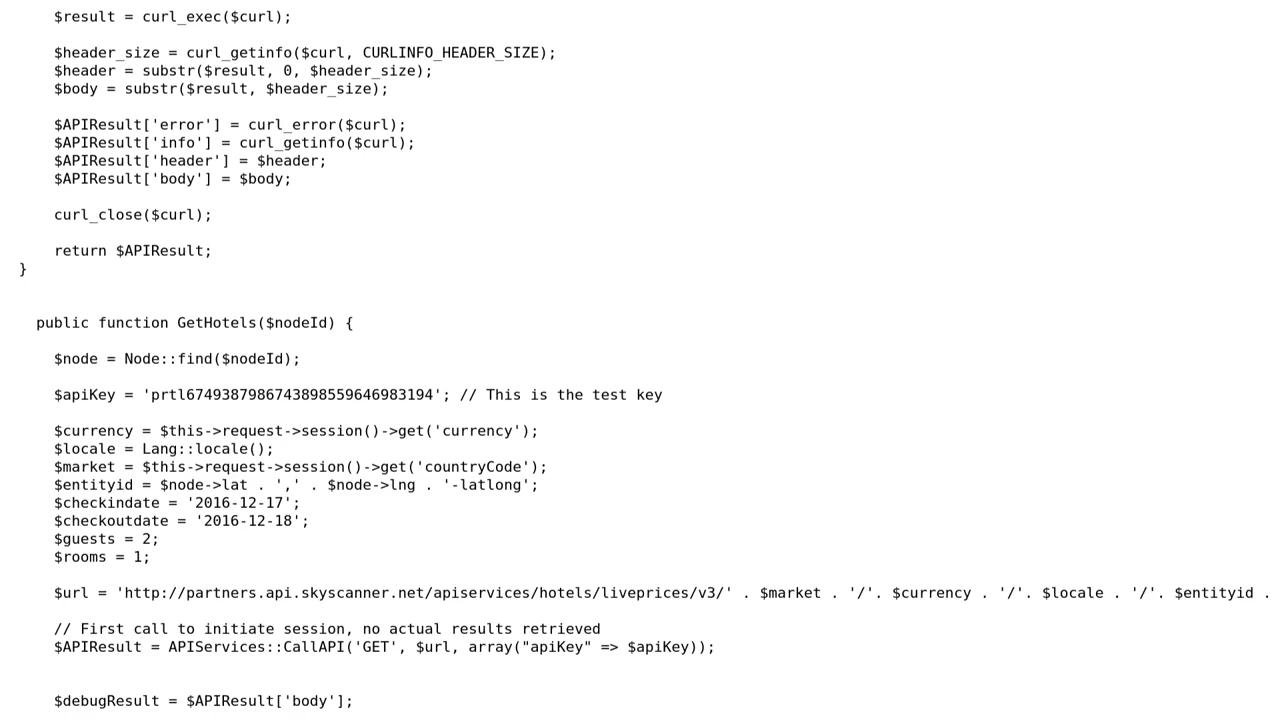 $result = curl_exec($curl);
$header_size = curl_getinfo($curl, CURLINFO_HEADER_SIZE);
$header = substr($result, 0, $header_size);
$body = substr($result, $header_size);
$APIResult['error'] = curl_error($curl);
$APIResult['info'] = curl_getinfo($curl);
$APIResult['header'] = $header;
$APIResult['body'] = $body;
curl_close($curl);
return $APIResult;
}
public function GetHotels($nodeId) {
$node = Node::find($nodeId);
$apiKey = 'prtl6749387986743898559646983194'; // This is the test key
$currency = $this->request->session()->get('currency');
$locale = Lang::locale();
$market = $this->request->session()->get('countryCode');
$entityid = $node->lat . ',' . $node->lng . '-latlong';
$checkindate = '2016-12-17';
$checkoutdate = '2016-12-18';
$guests = 2;
$rooms = 1;
$url = 'http://partners.api.skyscanner.net/apiservices/hotels/liveprices/v3/' . $market . '/'. $currency . '/'. $locale . '/'. $entityid .
// First call to initiate session, no actual results retrieved
$APIResult = APIServices::CallAPI('GET', $url, array("apiKey" => $apiKey));
$debugResult = $APIResult['body'];